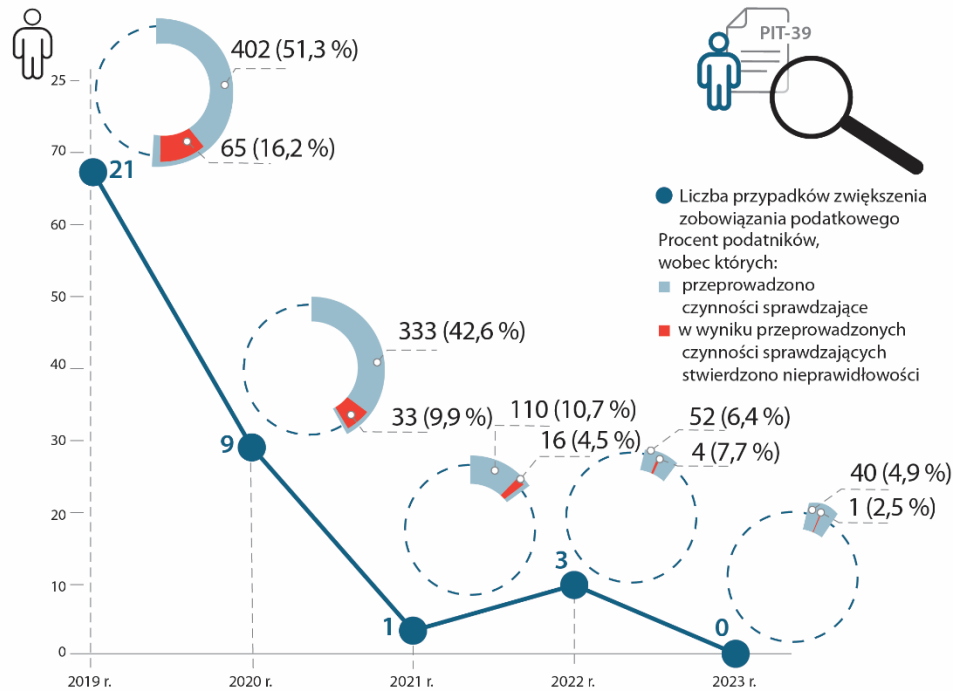 PIT-39
402 (51,3 %)
65 (16,2 %)
25
70
60
50
40
30
20
10
0
21
9
1
3
0
333 (42,6 %)
33 (9,9 %)
110 (10,7 %)
16 (4,5 %)
52 (6,4 %)
4 (7,7 %)
40 (4,9 %)
1 (2,5 %)
Liczba przypadków zwiększenia
zobowiązania podatkowego
Procent podatników,
wobec których:
przeprowadzono
czynności sprawdzające
w wyniku przeprowadzonych
czynności sprawdzających
stwierdzono nieprawidłowości
2019 r.
2020 r.
2021 r.
2022 r.
2023 r.